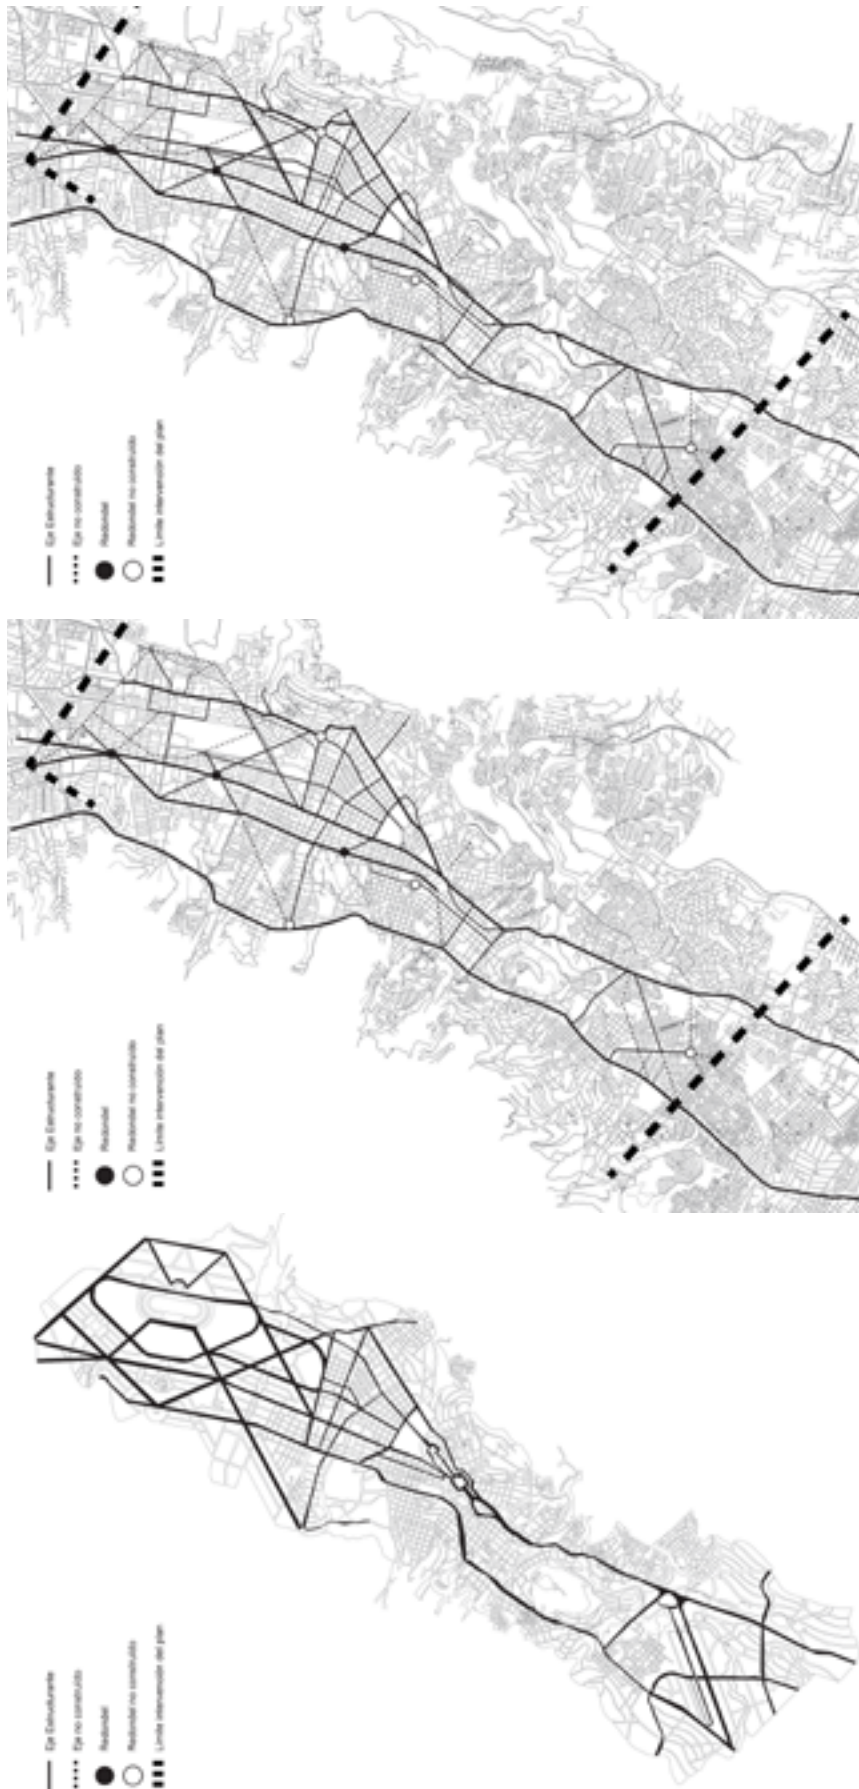 Eje Estructurante
Eje no construido
Redondel
Redondel no construido
Límite intervención del plan
Eje Estructurante
Eje no construido
Redondel
Redondel no construido
Límite intervención del plan
Eje Estructurante
Eje no construido
Redondel
Redondel no construido
Límite intervención del plan